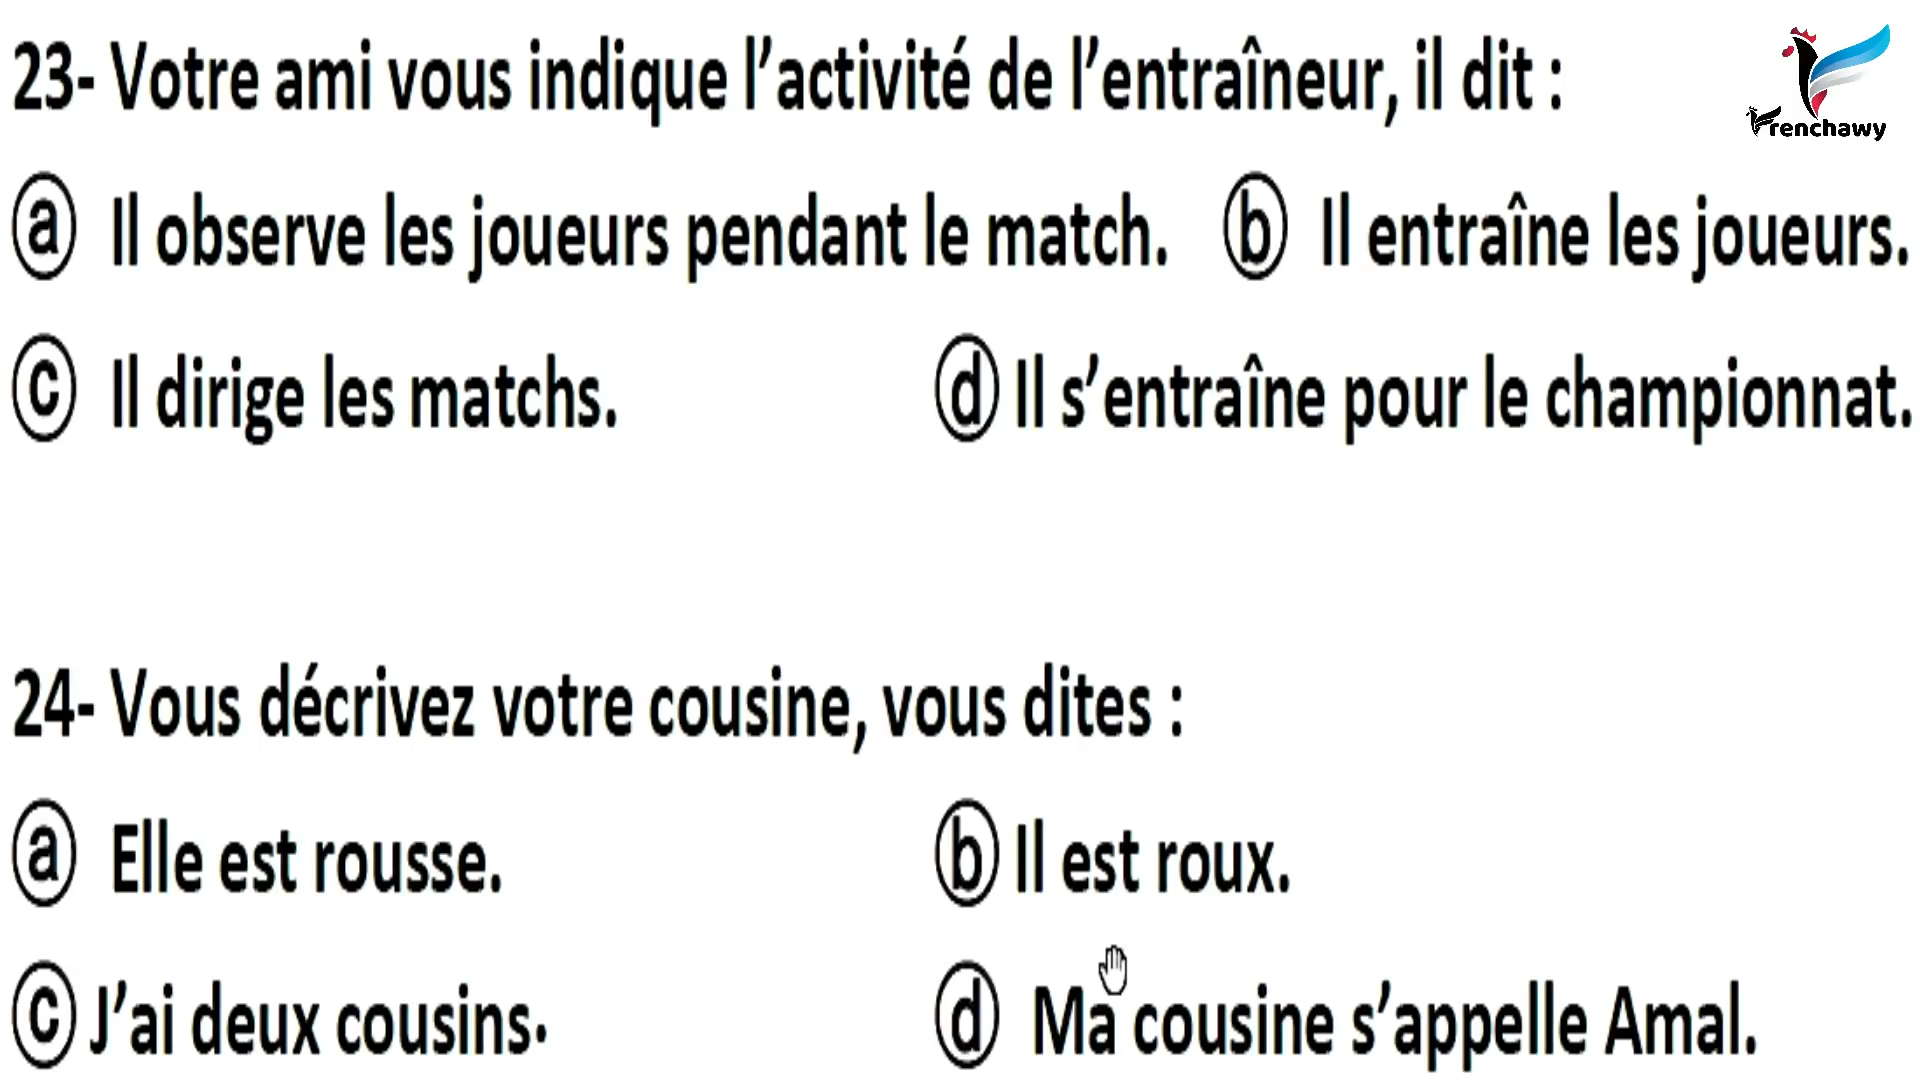 23- Votre ami vous indique l’activité de l’entraîneur, il dit :
renchawy
ⓐ Il observe les joueurs pendant le match. ⓑ Il entraîne les joueurs.
ⓒ Il dirige les matchs. ⓓ Il s’entraîne pour le championnat.
24- Vous décrivez votre cousine, vous dites :
ⓐ Elle est rousse. ⓑ Il est roux.
ⓒ J’ai deux cousins. ⓓ Ma cousine s’appelle Amal.